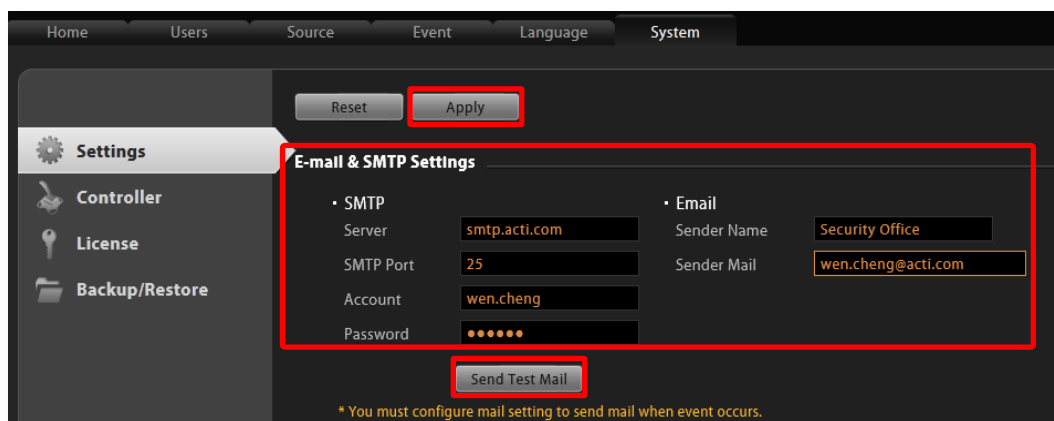 Home Users Source Event Language System
Reset Apply
Settings
Controller
License
Backup/Restore
E-mail & SMTP Settings
• SMTP • Email
Server smtp.acti.com Sender Name Security Office
SMTP Port 25 Sender Mail wen.cheng@acti.com
Account wen.cheng
Password ●●●●●●
Send Test Mail
* You must configure mail setting to send mail when event occurs.